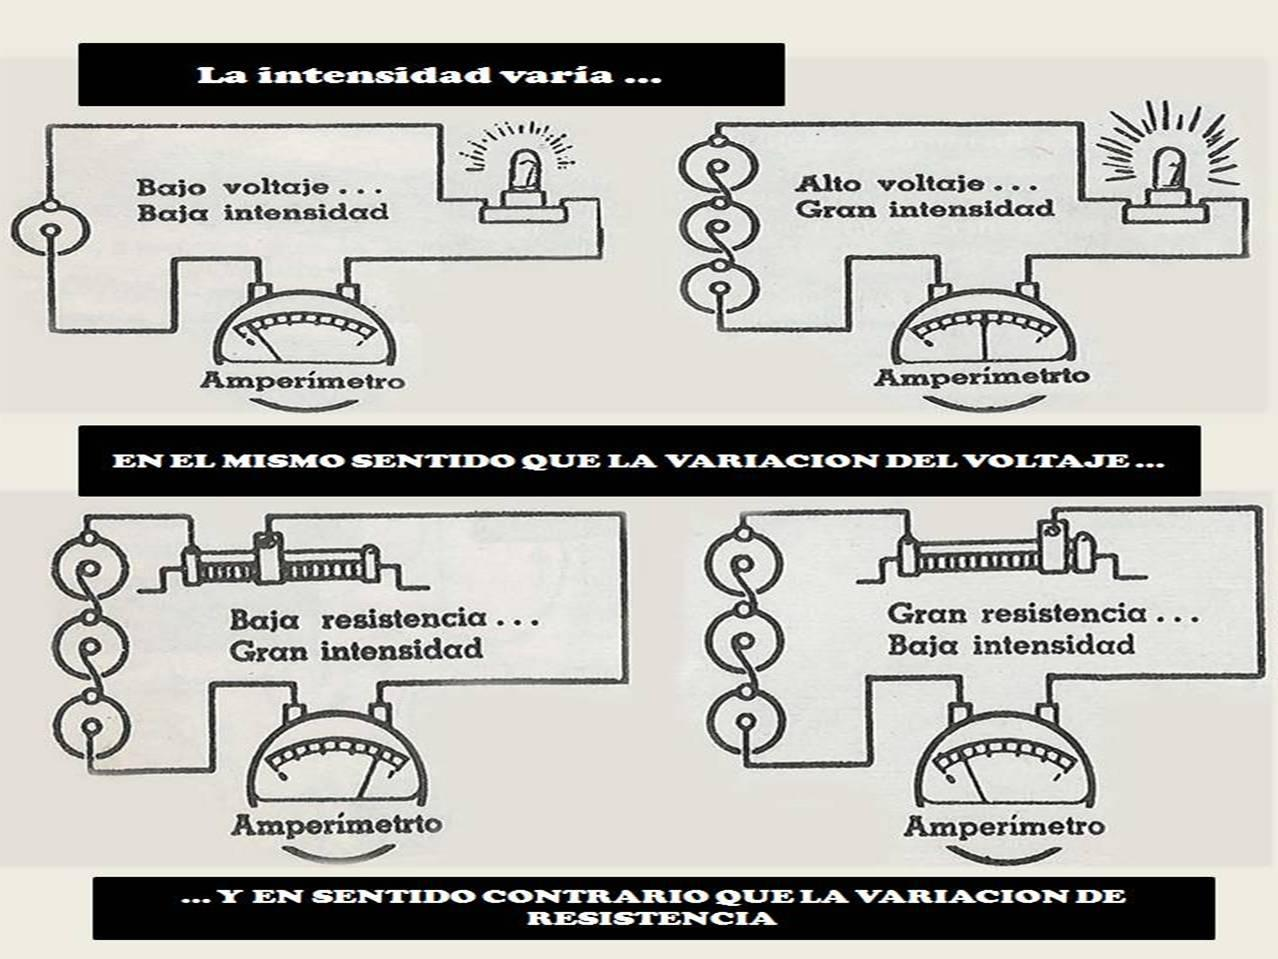 La intensidad varía ...
Bajo voltaje . . .
Baja intensidad
Alto voltaje . . .
Gran intensidad
Amperímetro
Amperímetrto
EN EL MISMO SENTIDO QUE LA VARIACION DEL VOLTAJE ...
Baja resistencia . . .
Gran intensidad
Gran resistencia . . .
Baja intensidad
Amperímetrto
Amperímetro
... Y EN SENTIDO CONTRARIO QUE LA VARIACION DE
RESISTENCIA